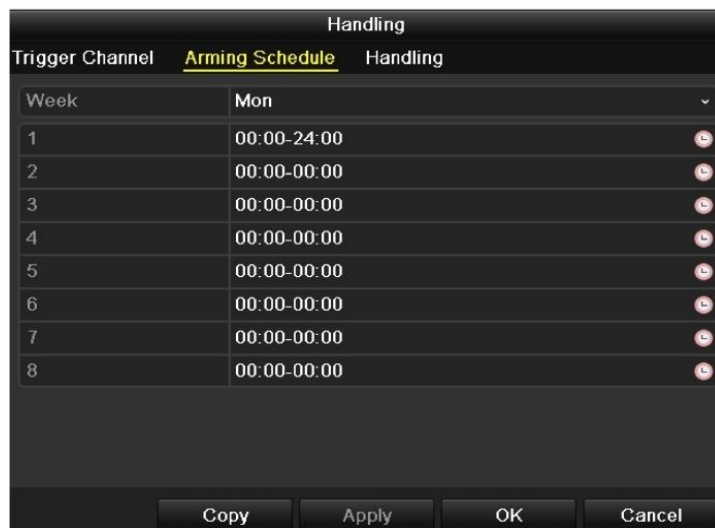 Handling
Trigger Channel Arming Schedule Handling
Week Mon
1 00:00-24:00
2 00:00-00:00
3 00:00-00:00
4 00:00-00:00
5 00:00-00:00
6 00:00-00:00
7 00:00-00:00
8 00:00-00:00
Copy Apply OK Cancel